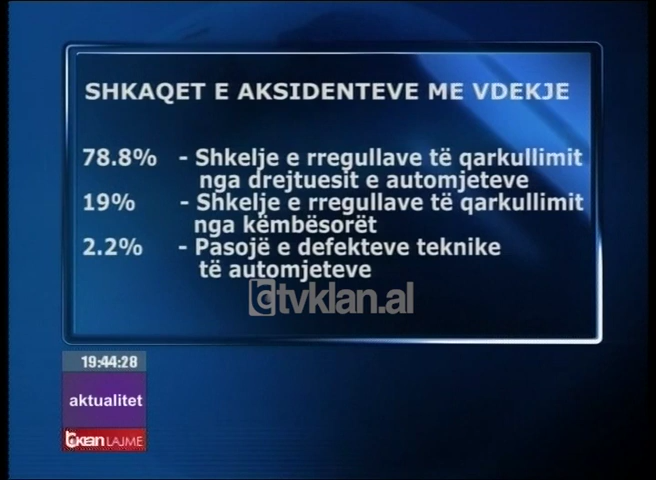 SHKAQET E AKSIDENTEVE ME VDEKJE
78.8% - Shkelje e rregullave të qarkullimit
nga drejtuesit e automjeteve
19% - Shkelje e rregullave të qarkullimit
nga këmbësorët
2.2% - Pasojë e defekteve teknike
të automjeteve
tvklan.al
19:44:28
aktualitet
klan LAJME